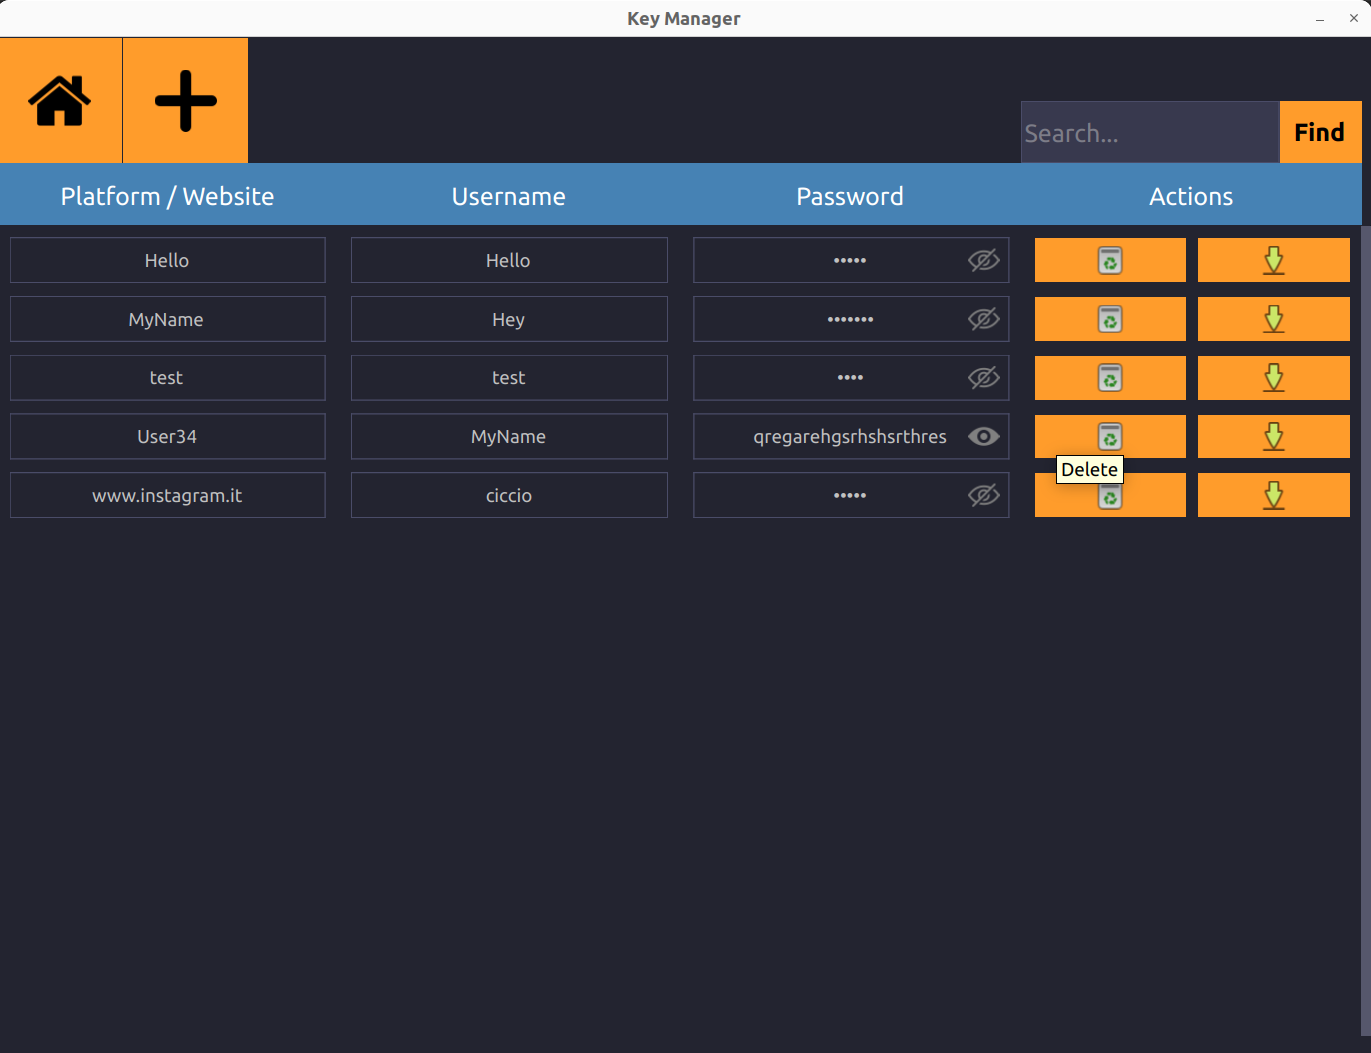 Key Manager
Search...
Find
Platform / Website Username Password Actions
Hello Hello •••••
MyName Hey •••••••
test test ••••
User34 MyName qregarehgsrhshsrthres
Delete
www.instagram.it ciccio •••••